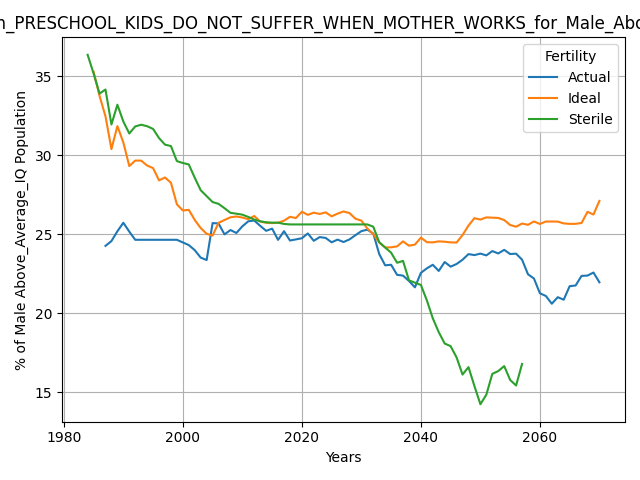 PRESCHOOL_KIDS_DO_NOT_SUFFER_WHEN_MOTHER_WORKS_for_Male_Abo
Fertility
Actual
Ideal
Sterile
% of Male Above_Average_IQ Population
35
30
25
20
15
1980
2000
2020
2040
2060
Years